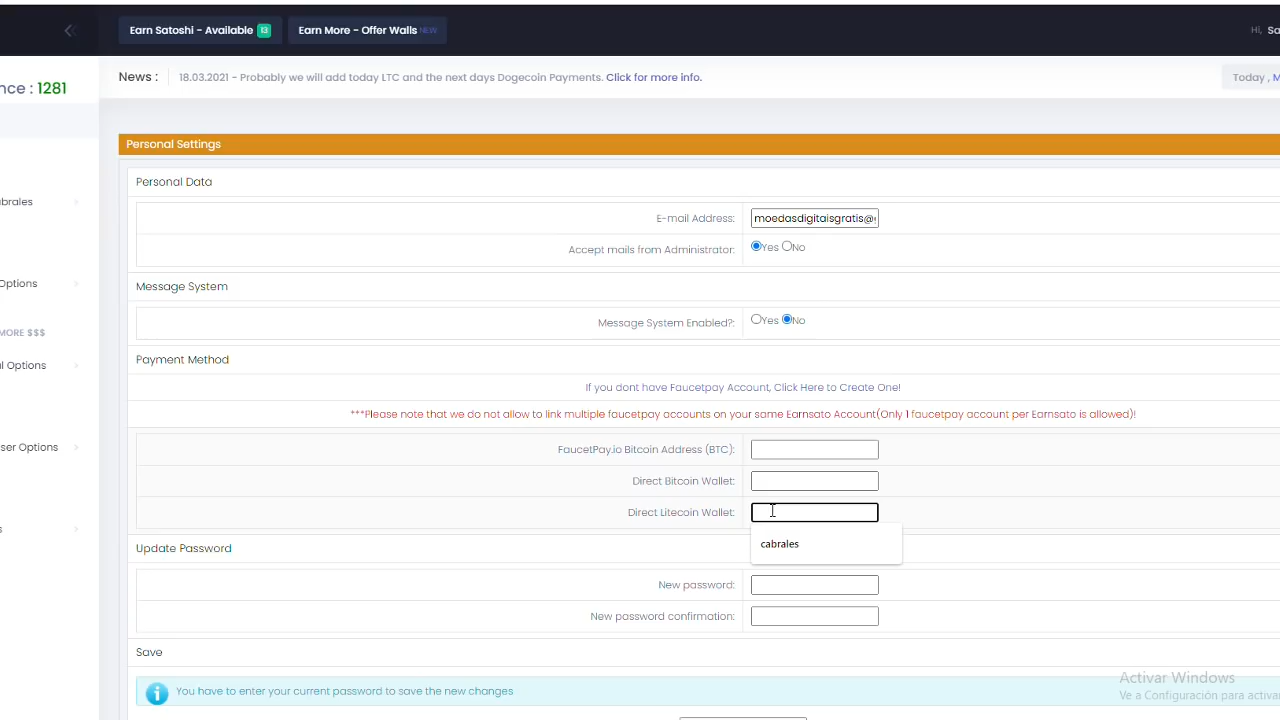 Earn Satoshi - Available 13
Earn More - Offer Walls NEW
Hi, Sa
nce : 1281
News :
18.03.2021 - Probably we will add today LTC and the next days Dogecoin Payments. Click for more info.
Today , M
Personal Settings
Personal Data
brales
E-mail Address: moedasdigitaisgratis@
Accept mails from Administrator: Yes No
Options
Message System
MORE $$$
Message System Enabled?: Yes No
l Options
Payment Method
If you dont have Faucetpay Account, Click Here to Create One!
***Please note that we do not allow to link multiple faucetpay accounts on your same Earnsato Account(Only 1 faucetpay account per Earnsato is allowed)!
ser Options
FaucetPay.io Bitcoin Address (BTC):
Direct Bitcoin Wallet:
Direct Litecoin Wallet:
s
cabrales
Update Password
New password:
New password confirmation:
Save
You have to enter your current password to save the new changes
Activar Windows
Ve a Configuración para activar